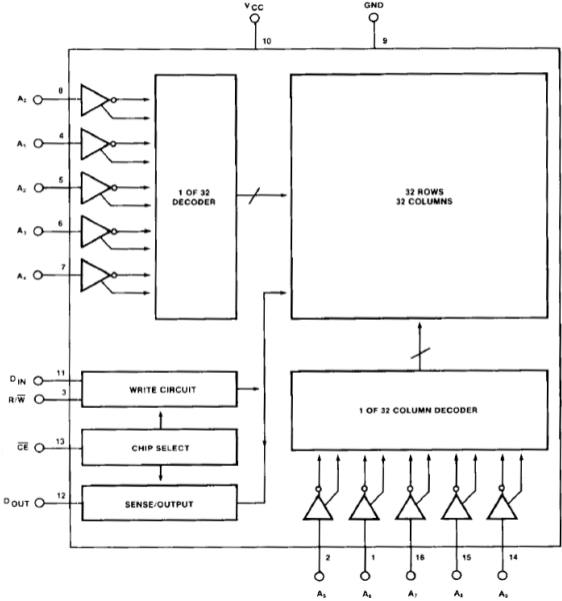 VCC
GND
10
9
8
A0
4
A1
5
A2
6
A3
7
A4
1 OF 32
DECODER
32 ROWS
32 COLUMNS
11
DIN
3
R/W
WRITE CIRCUIT
1 OF 32 COLUMN DECODER
13
CE
CHIP SELECT
12
DOUT
SENSE/OUTPUT
2
1
16
15
14
A5
A6
A7
A8
A9